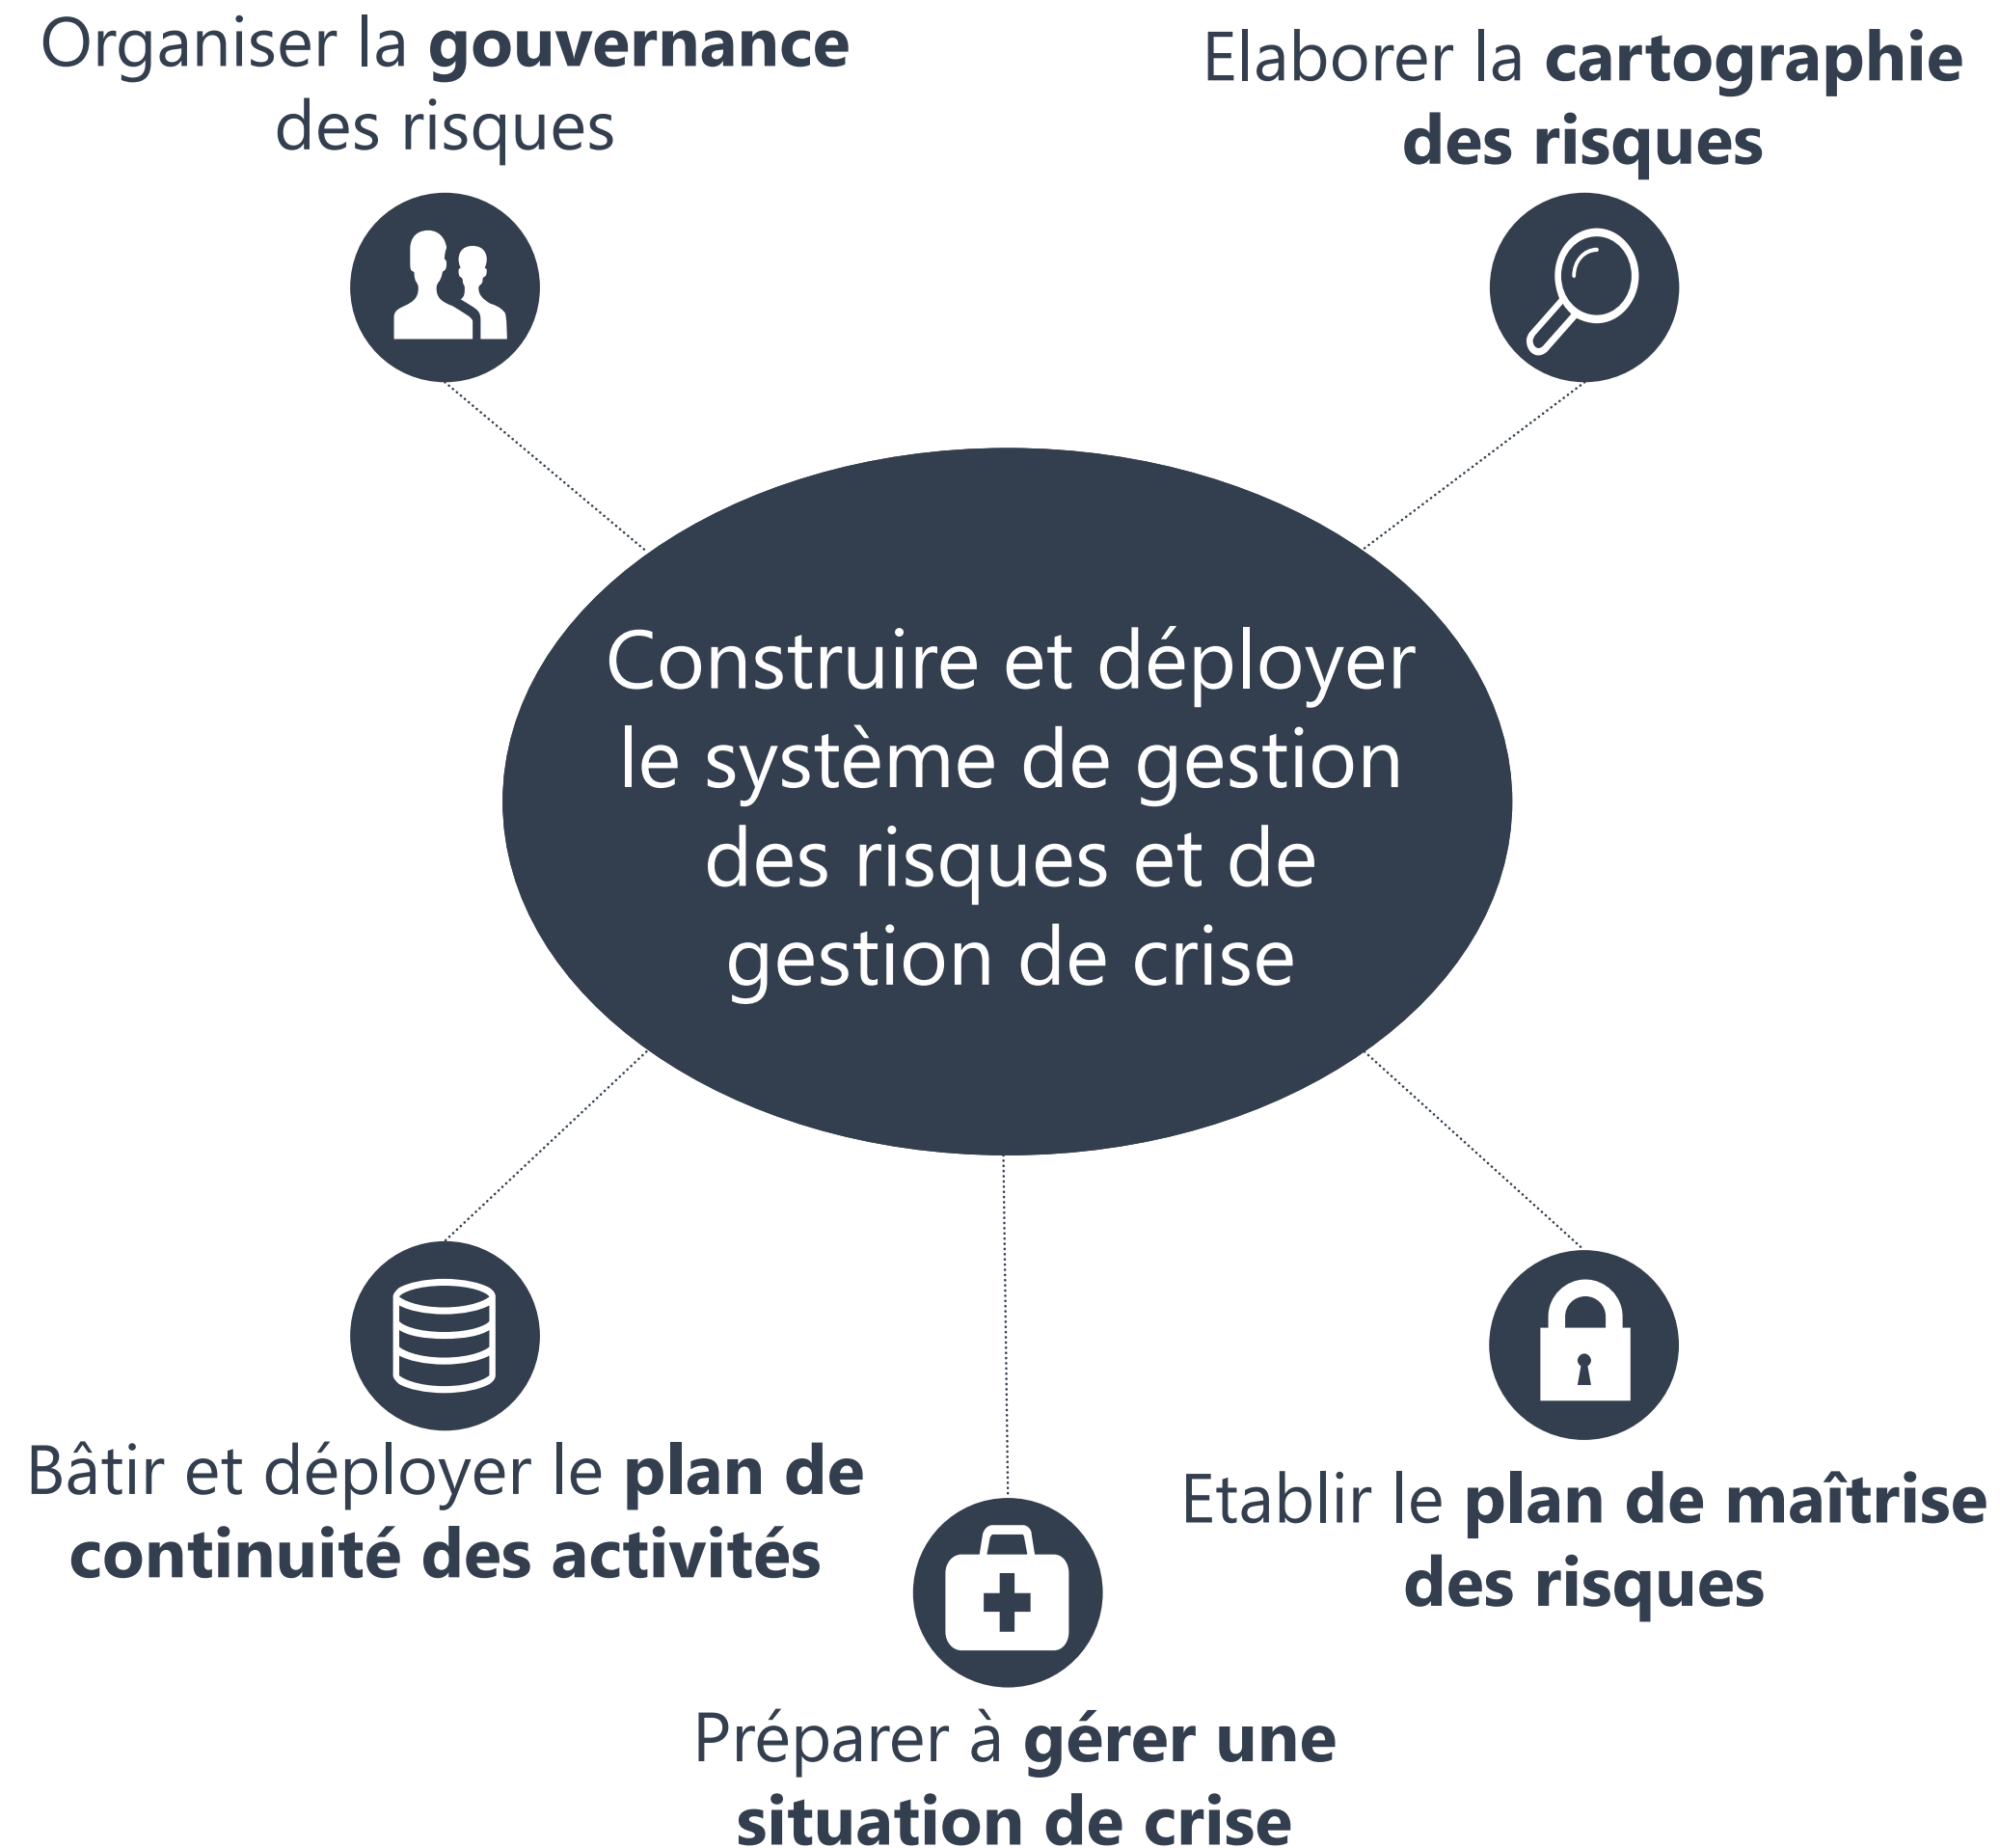 Organiser la gouvernance
des risques
Elaborer la cartographie
des risques
Construire et déployer
le système de gestion
des risques et de
gestion de crise
Bâtir et déployer le plan de
continuité des activités
Etablir le plan de maîtrise
des risques
Préparer à gérer une
situation de crise